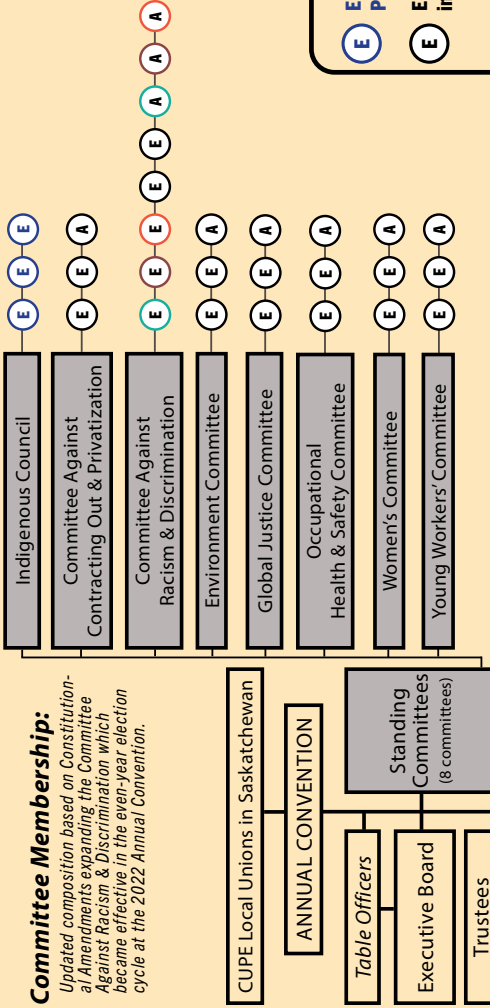 Committee Membership:
Updated composition based on Constitution-
al Amendments expanding the Committee
Against Racism & Discrimination which
became effective in the even-year election
cycle at the 2022 Annual Convention.
CUPE Local Unions in Saskatchewan
ANNUAL CONVENTION
Table Officers
Executive Board
Trustees
Standing
Committees
(8 committees)
Indigenous Council
E E E
Committee Against
Contracting Out & Privatization
E E A
Committee Against
Racism & Discrimination
E E E E E A A A
Environment Committee
E E A
Global Justice Committee
E E A
Occupational
Health & Safety Committee
E E A
Women's Committee
E E A
Young Workers' Committee
E E A
E
E